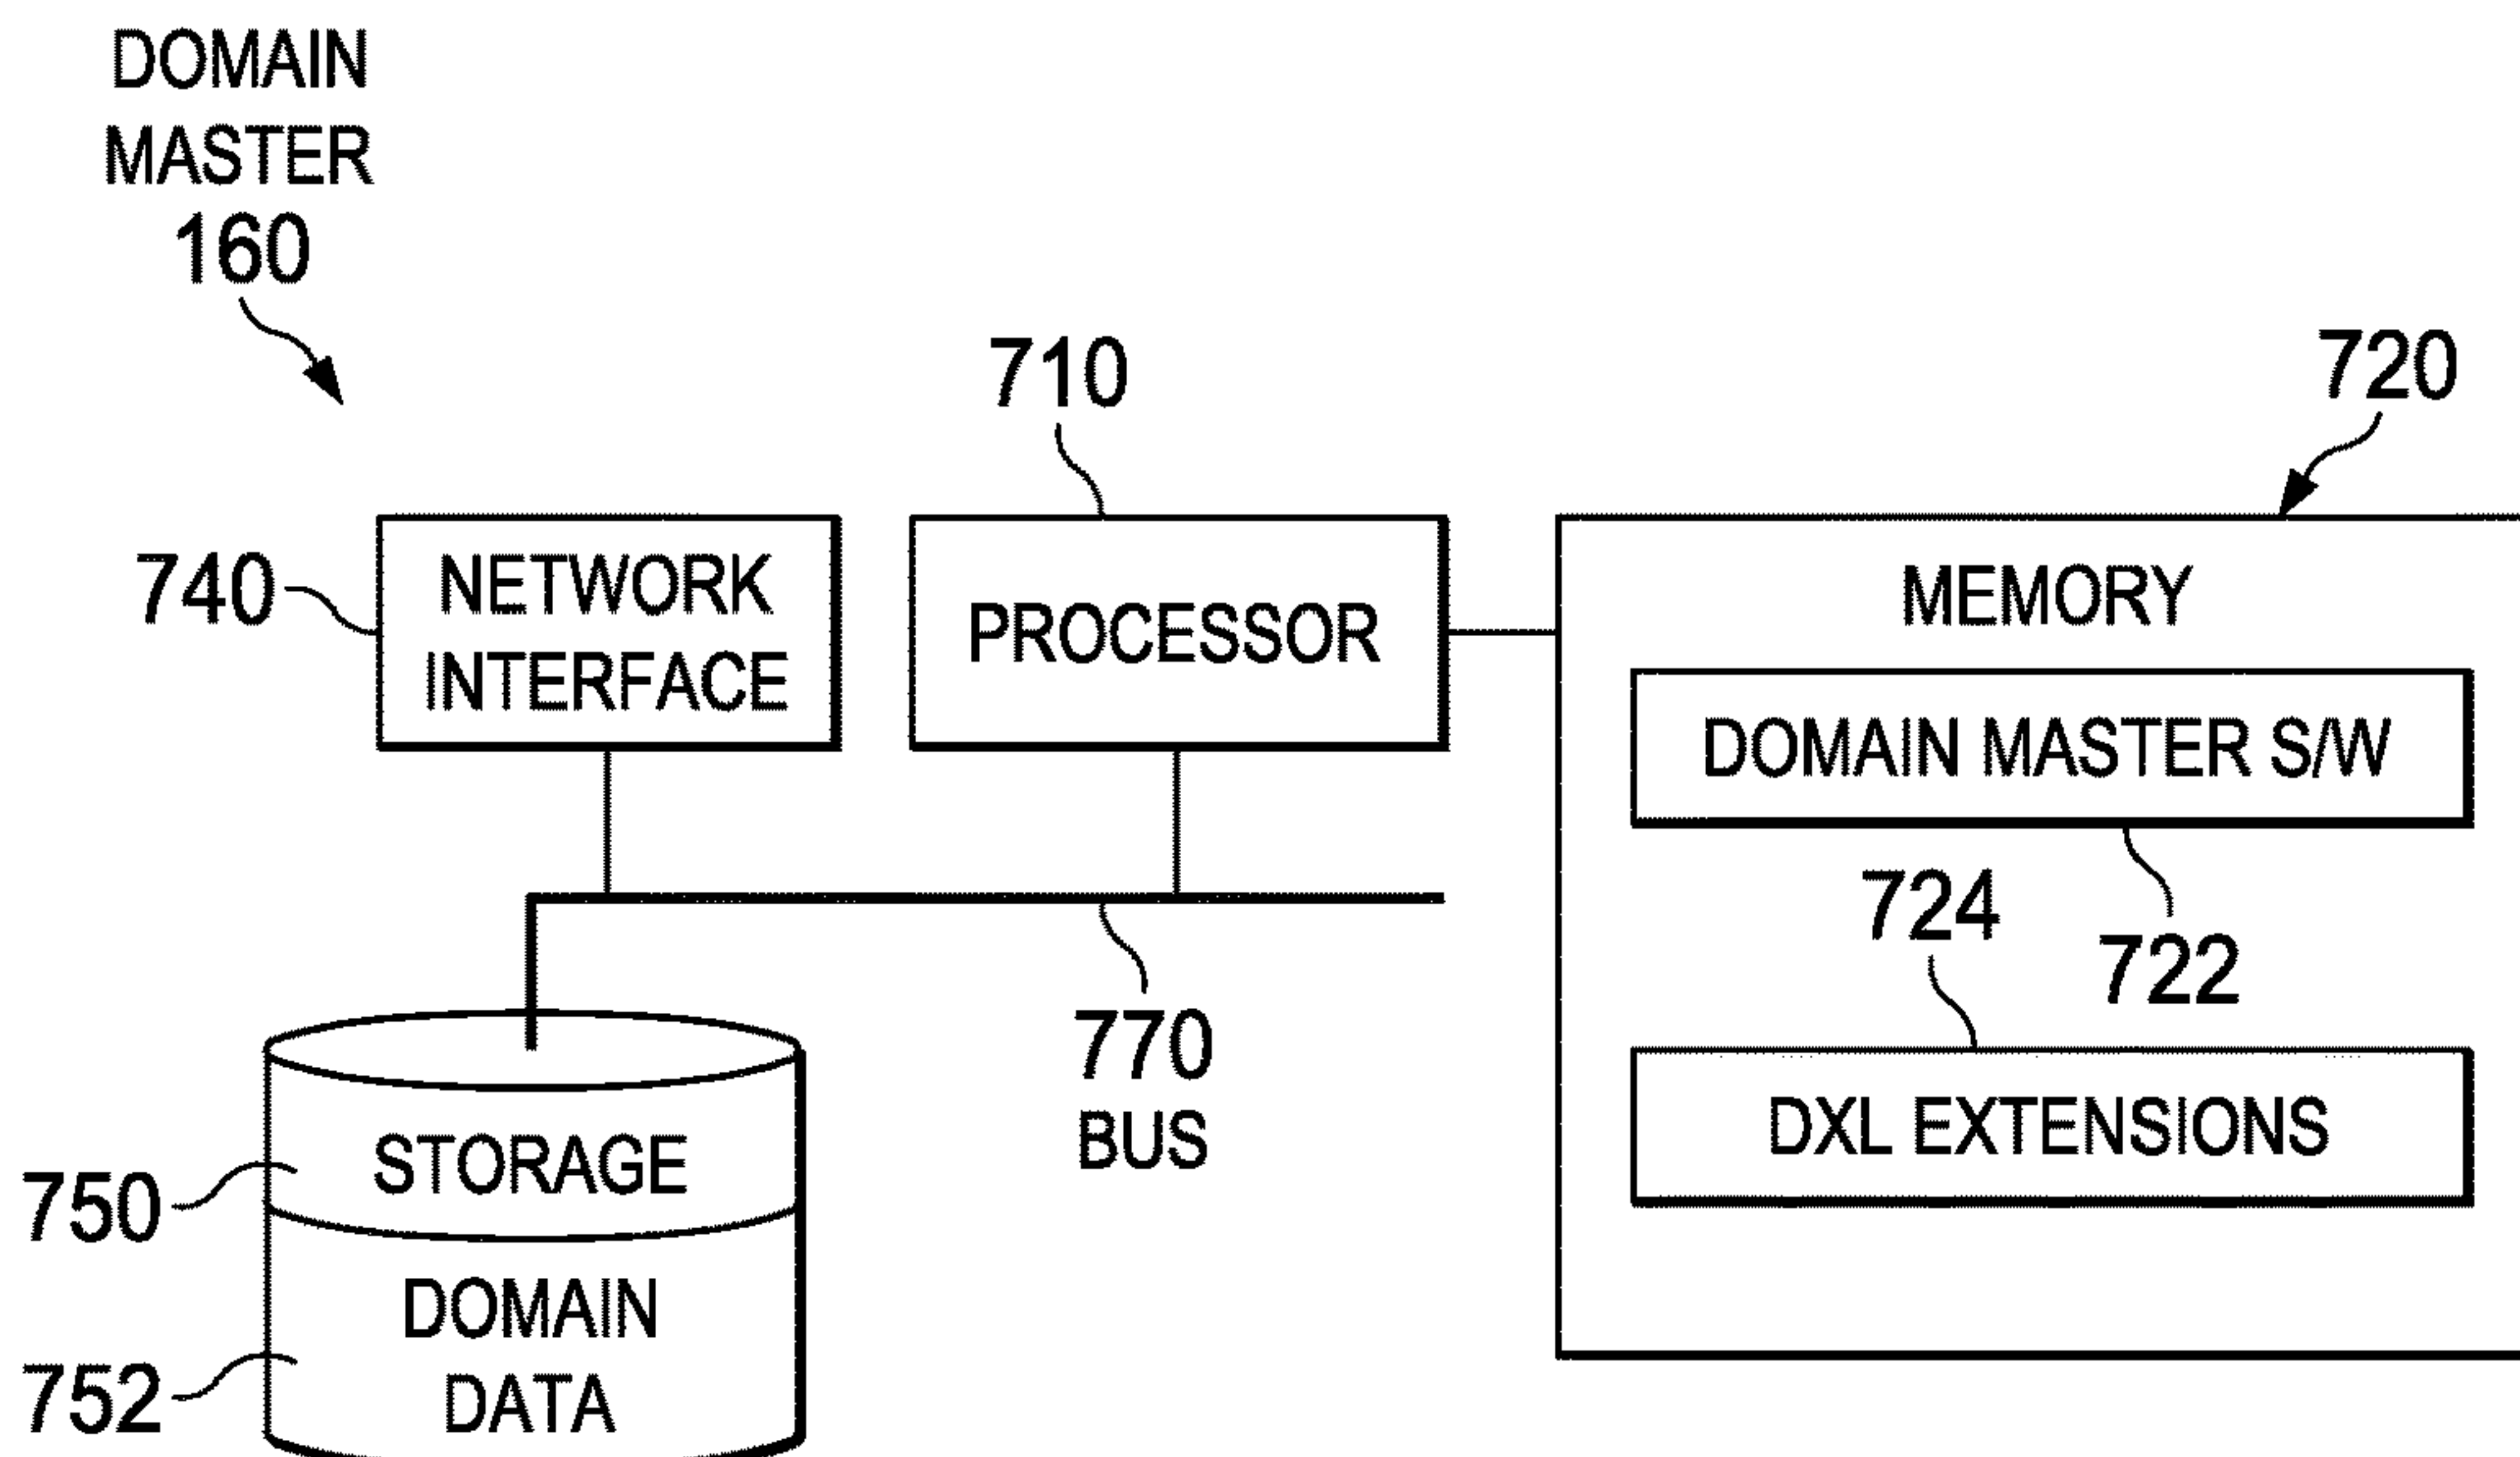 DOMAIN
MASTER
160
710
720
740
NETWORK
INTERFACE
PROCESSOR
MEMORY
DOMAIN MASTER S/W
724
722
770
BUS
DXL EXTENSIONS
750
STORAGE
DOMAIN
752
DATA